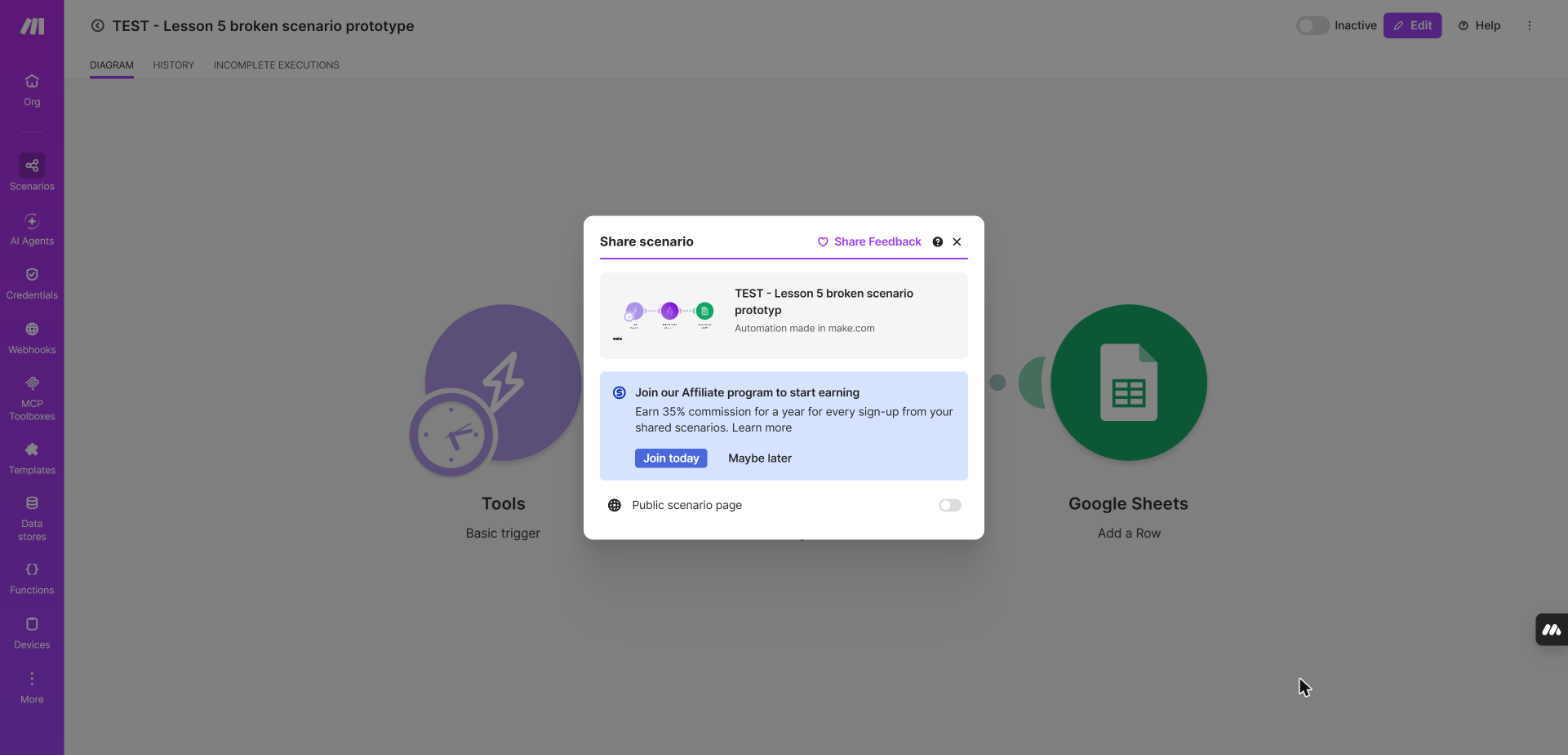 TEST - Lesson 5 broken scenario prototype
Inactive
Edit
Help
DIAGRAM
HISTORY
INCOMPLETE EXECUTIONS
Org
Scenarios
AI Agents
Credentials
Webhooks
MCP
Toolboxes
Templates
Data
stores
Functions
Devices
More
Share scenario
Share Feedback
TEST - Lesson 5 broken scenario
prototyp
Automation made in make.com
Join our Affiliate program to start earning
Earn 35% commission for a year for every sign-up from your
shared scenarios. Learn more
Join today
Maybe later
Public scenario page
Tools
Basic trigger
Google Sheets
Add a Row